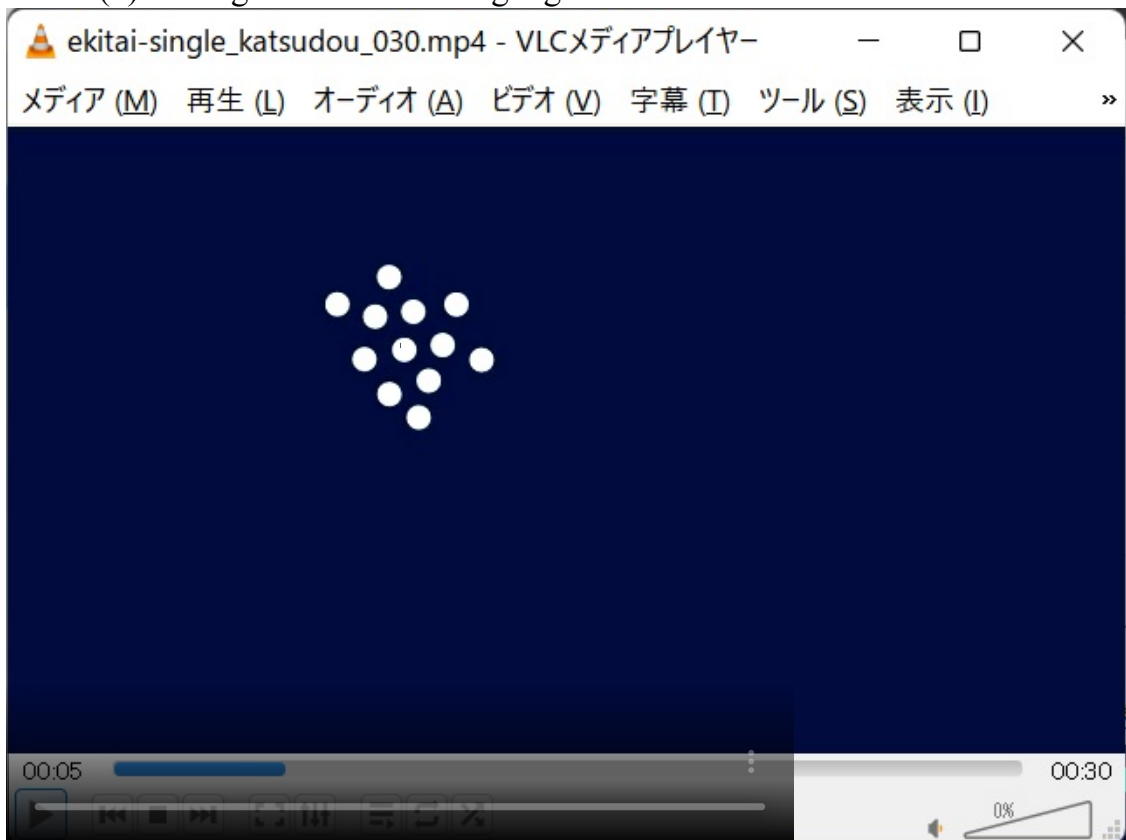 ekitai-single_katsudou_030.mp4 - VLCメディアプレイヤー
メディア (M) 再生 (L) オーディオ (A) ビデオ (V) 字幕 (T) ツール (S) 表示 (I) »
00:05 00:30
0%